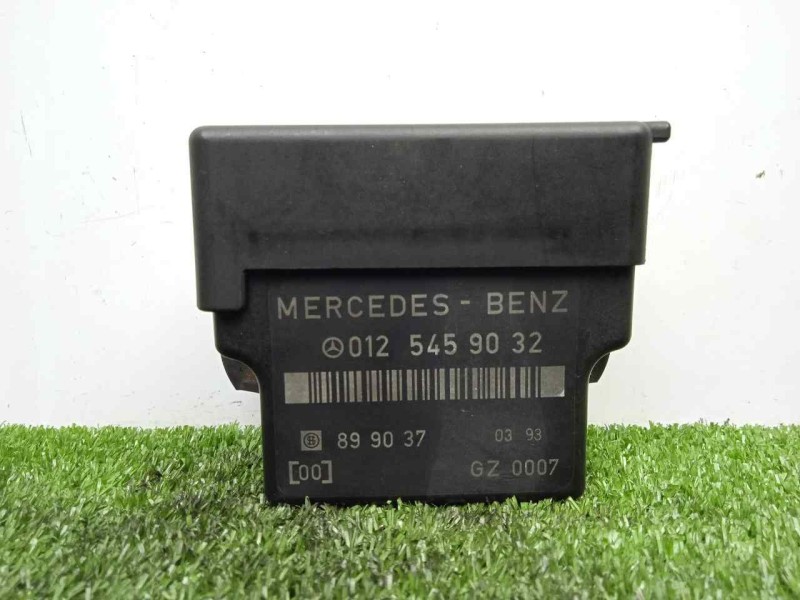 MERCEDES - BENZ
012 545 90 32
89 90 37 03 93
[00] GZ 0007